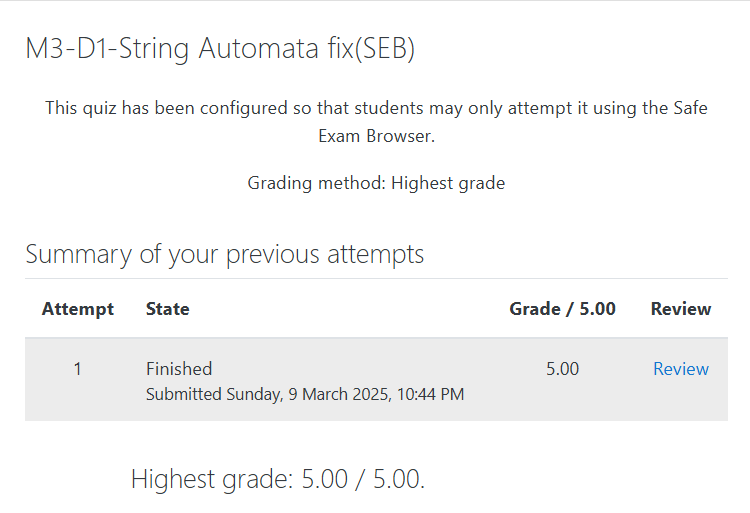 M3-D1-String Automata fix(SEB)
This quiz has been configured so that students may only attempt it using the Safe
Exam Browser.
Grading method: Highest grade
Summary of your previous attempts
Attempt State Grade / 5.00 Review
1 Finished 5.00 Review
Submitted Sunday, 9 March 2025, 10:44 PM
Highest grade: 5.00 / 5.00.